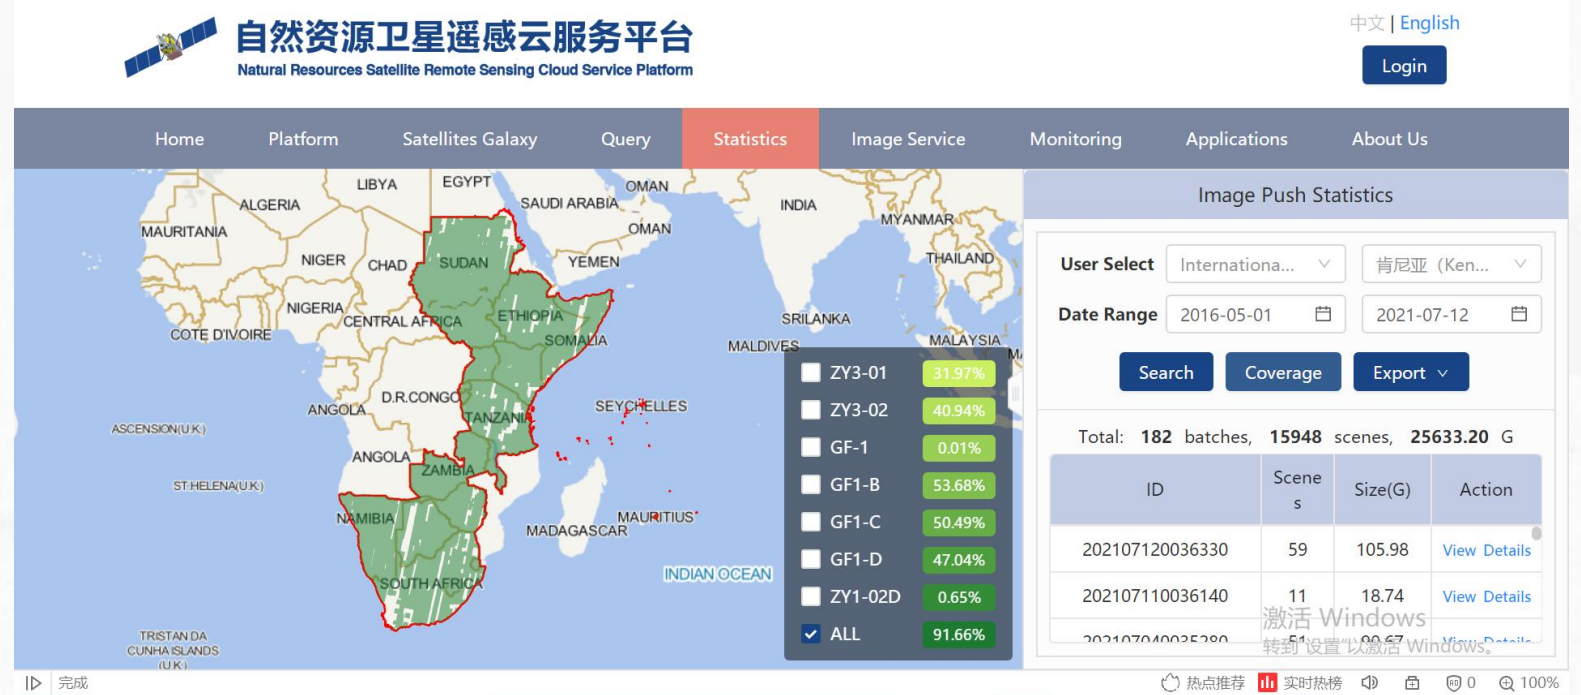 自然资源卫星遥感云服务平台
Natural Resources Satellite Remote Sensing Cloud Service Platform
中文 | English
Login
Home Platform Satellites Galaxy Query Statistics Image Service Monitoring Applications About Us
LIBYA
EGYPT
OMAN
ALGERIA
SAUDI ARABIA
INDIA
MYANMAR
MAURITANIA
OMAN
NIGER
CHAD
SUDAN
YEMEN
THAILAND
NIGERIA
CENTRAL AFRICA
ETHIOPIA
SRILANKA
COTE D'IVOIRE
SOMALIA
MALDIVES
MALAYSIA
D.R.CONGO
ANGOLA
TANZANIA
SEYCHELLES
ASCENSION(U.K.)
ANGOLA
ZAMBIA
ST.HELENA(U.K.)
NAMIBIA
MADAGASCAR
MAURITIUS
SOUTH AFRICA
INDIAN OCEAN
TRISTAN DA
CUNHA ISLANDS
(U.K.)
ZY3-01 31.97%
ZY3-02 40.94%
GF-1 0.01%
GF1-B 53.68%
GF1-C 50.49%
GF1-D 47.04%
ZY1-02D 0.65%
ALL 91.66%
Image Push Statistics
User Select Internationa... 肯尼亚 (Ken...
Date Range 2016-05-01 2021-07-12
Search Coverage Export
Total: 182 batches, 15948 scenes, 25633.20 G
ID Scene
s Size(G) Action
202107120036330 59 105.98 View Details
202107110036140 11 18.74 View Details
202107040035280 51 90.67 View Details
激活 Windows
转到"设置"以激活 Windows。
完成 热点推荐 实时热榜 0 100%